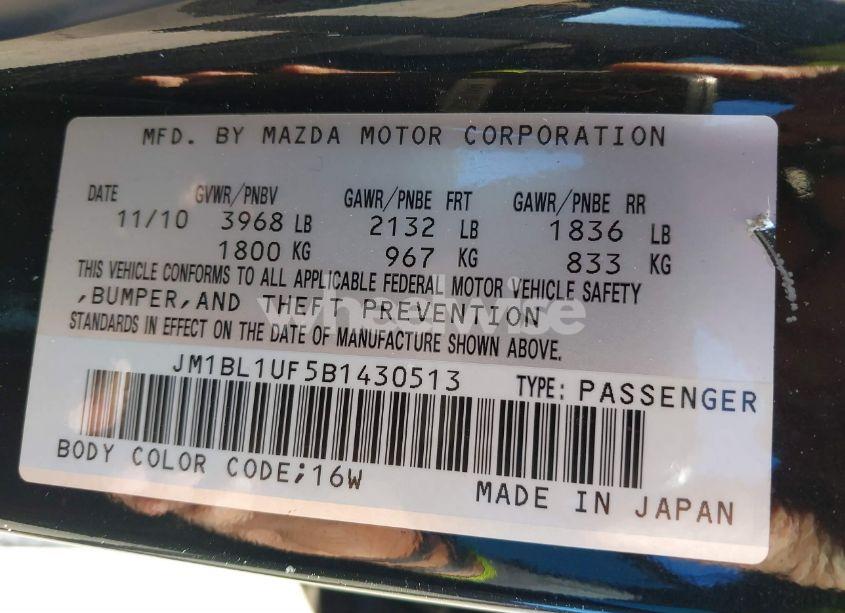 MFD. BY MAZDA MOTOR CORPORATION
DATE GVWR/PNBV GAWR/PNBE FRT GAWR/PNBE RR
11/10 3968 LB 2132 LB 1836 LB
1800 KG 967 KG 833 KG
THIS VEHICLE CONFORMS TO ALL APPLICABLE FEDERAL MOTOR VEHICLE SAFETY
,BUMPER,AND THEFT PREVENTION
wheelwise
STANDARDS IN EFFECT ON THE DATE OF MANUFACTURE SHOWN ABOVE.
JM1BL1UF5B1430513 TYPE: PASSENGER
BODY COLOR CODE;16W
MADE IN JAPAN